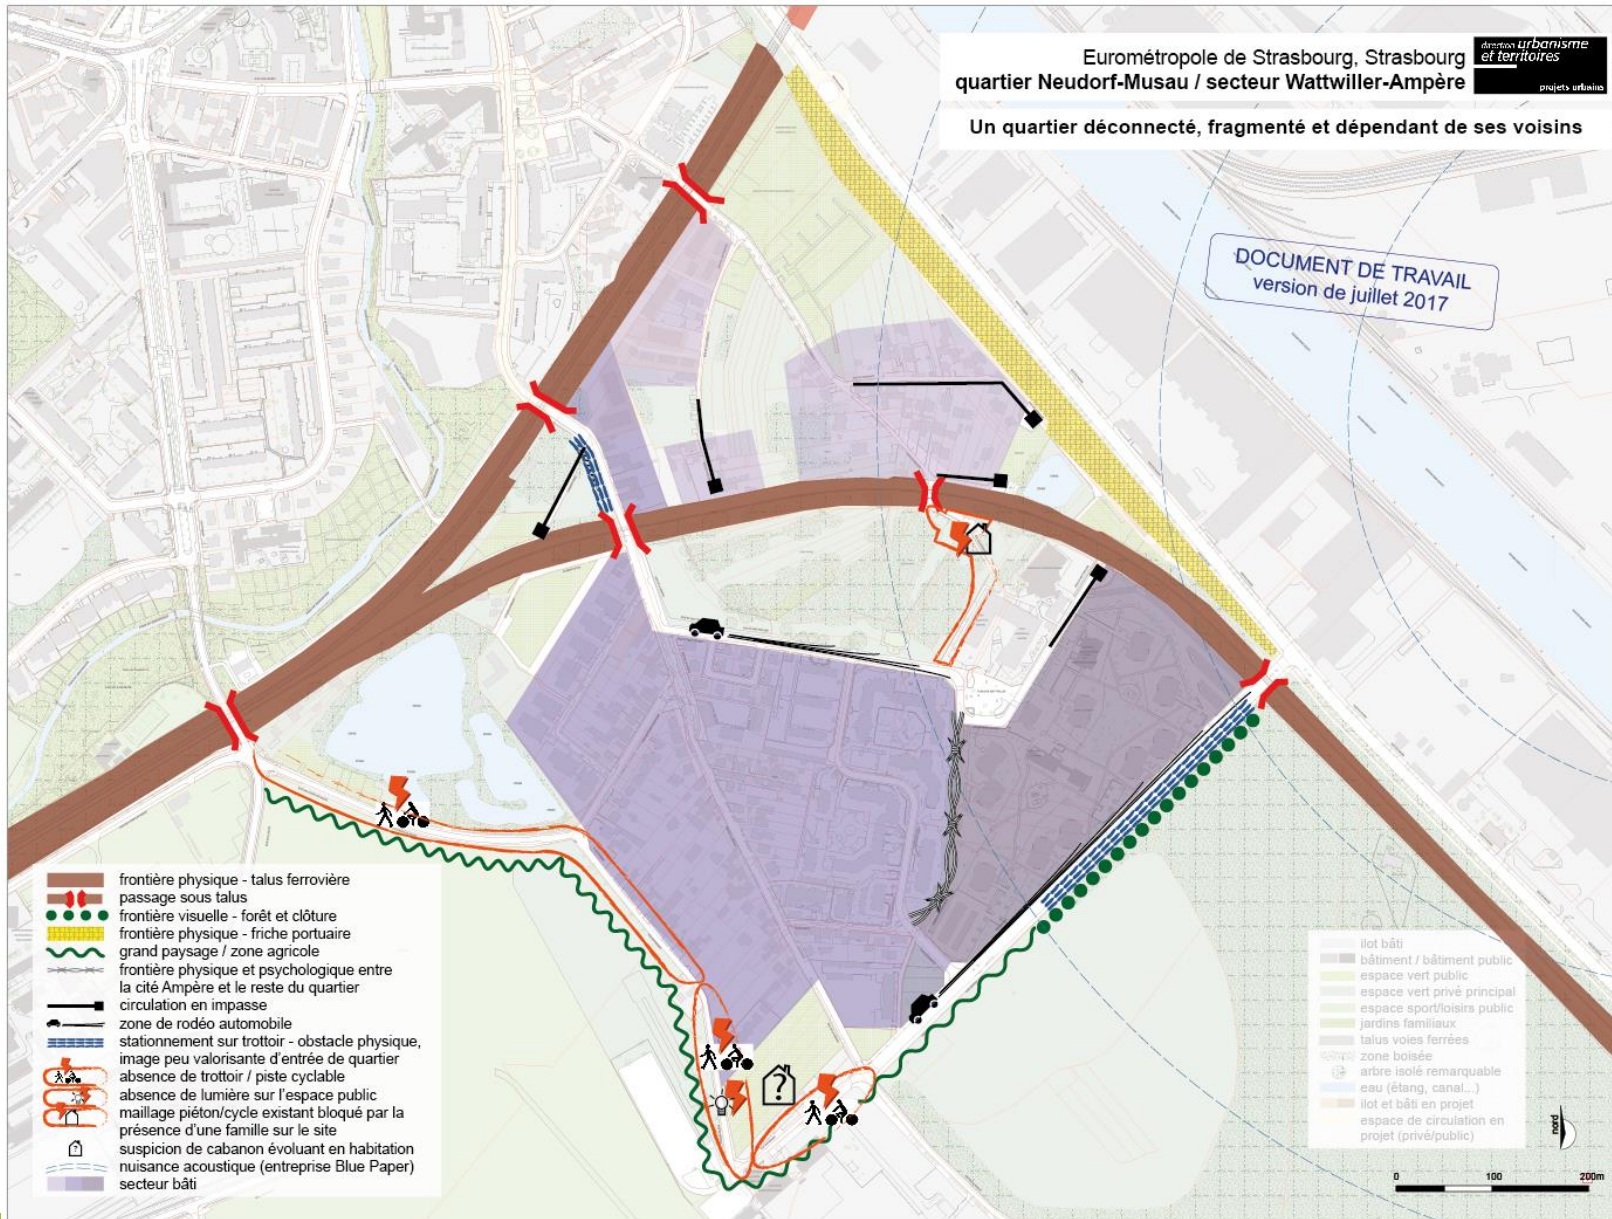 Eurométropole de Strasbourg, Strasbourg
quartier Neudorf-Musau / secteur Wattwiller-Ampère
direction urbanisme
et territoires
projets urbains
Un quartier déconnecté, fragmenté et dépendant de ses voisins
DOCUMENT DE TRAVAIL
version de juillet 2017
frontière physique - talus ferrovière
passage sous talus
frontière visuelle - forêt et clôture
frontière physique - friche portuaire
grand paysage / zone agricole
frontière physique et psychologique entre
la cité Ampère et le reste du quartier
circulation en impasse
zone de rodéo automobile
stationnement sur trottoir - obstacle physique,
image peu valorisante d'entrée de quartier
absence de trottoir / piste cyclable
absence de lumière sur l'espace public
maillage piéton/cycle existant bloqué par la
présence d'une famille sur le site
suspicion de cabanon évoluant en habitation
nuisance acoustique (entreprise Blue Paper)
secteur bâti
?
?
ilot bâti
bâtiment / bâtiment public
espace vert public
espace vert privé principal
espace sport/loisirs public
jardins familiaux
talus voies ferrées
zone boisée
arbre isolé remarquable
eau (étang, canal...)
ilot et bâti en projet
espace de circulation en
projet (privé/public)
nord
0 100 200m